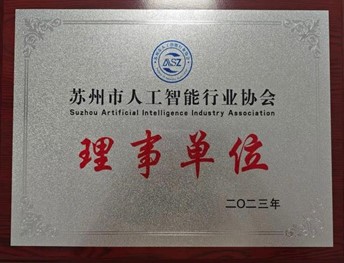 苏州市人工智能行业协会
Suzhou Artificial Intelligence Industry Association
理事单位
二〇二三年